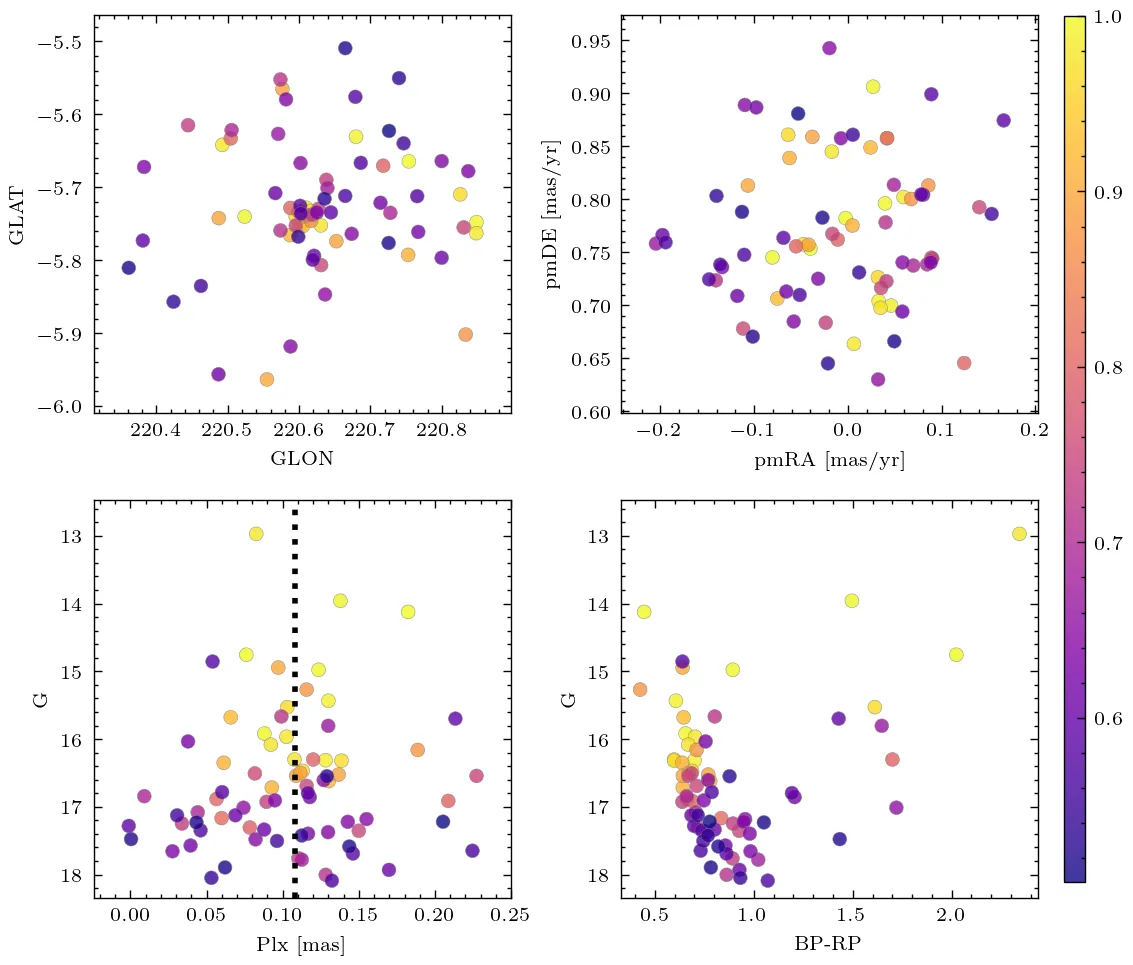 −5.5
−5.6
−5.7
−5.8
−5.9
−6.0
GLAT
220.4 220.5 220.6 220.7 220.8
GLON
0.95
0.90
0.85
0.80
0.75
0.70
0.65
0.60
pmDE [mas/yr]
−0.2 −0.1 0.0 0.1 0.2
pmRA [mas/yr]
1.0
0.9
0.8
0.7
0.6
13
14
15
16
17
18
G
0.00 0.05 0.10 0.15 0.20 0.25
Plx [mas]
13
14
15
16
17
18
G
0.5 1.0 1.5 2.0
BP-RP